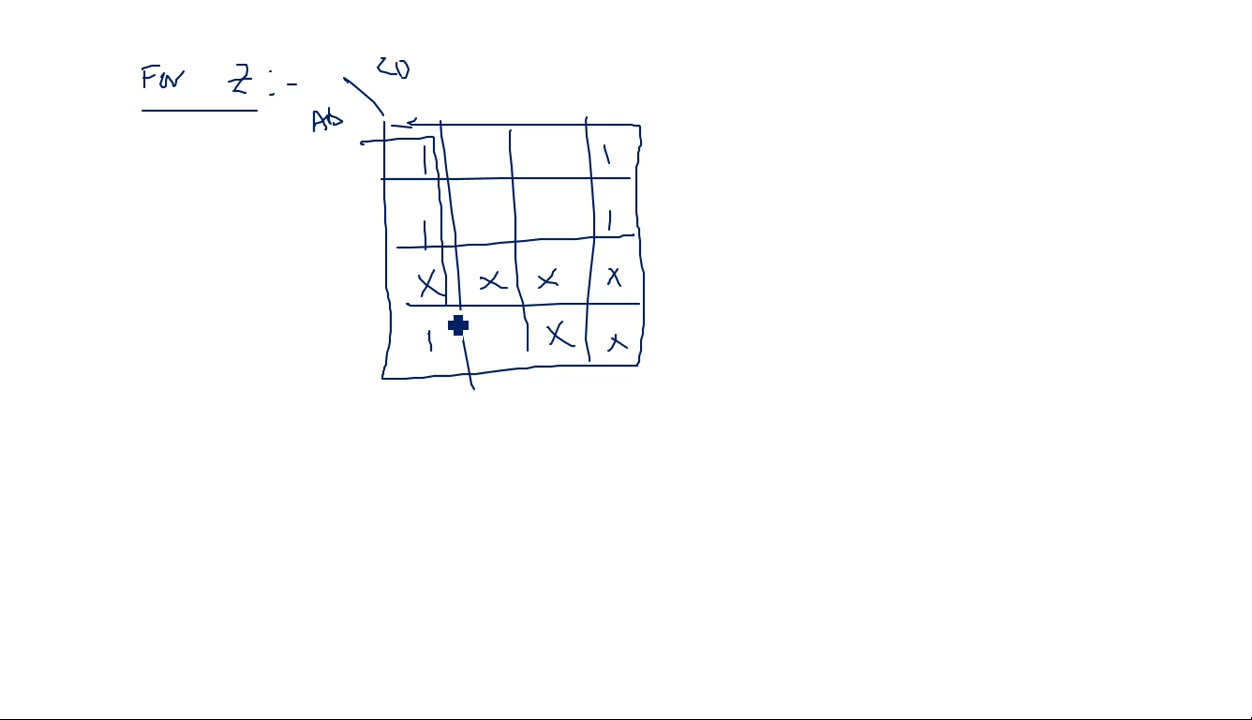 For Z :-
CD
AB
1 1
1 1
X X X X
1 X X